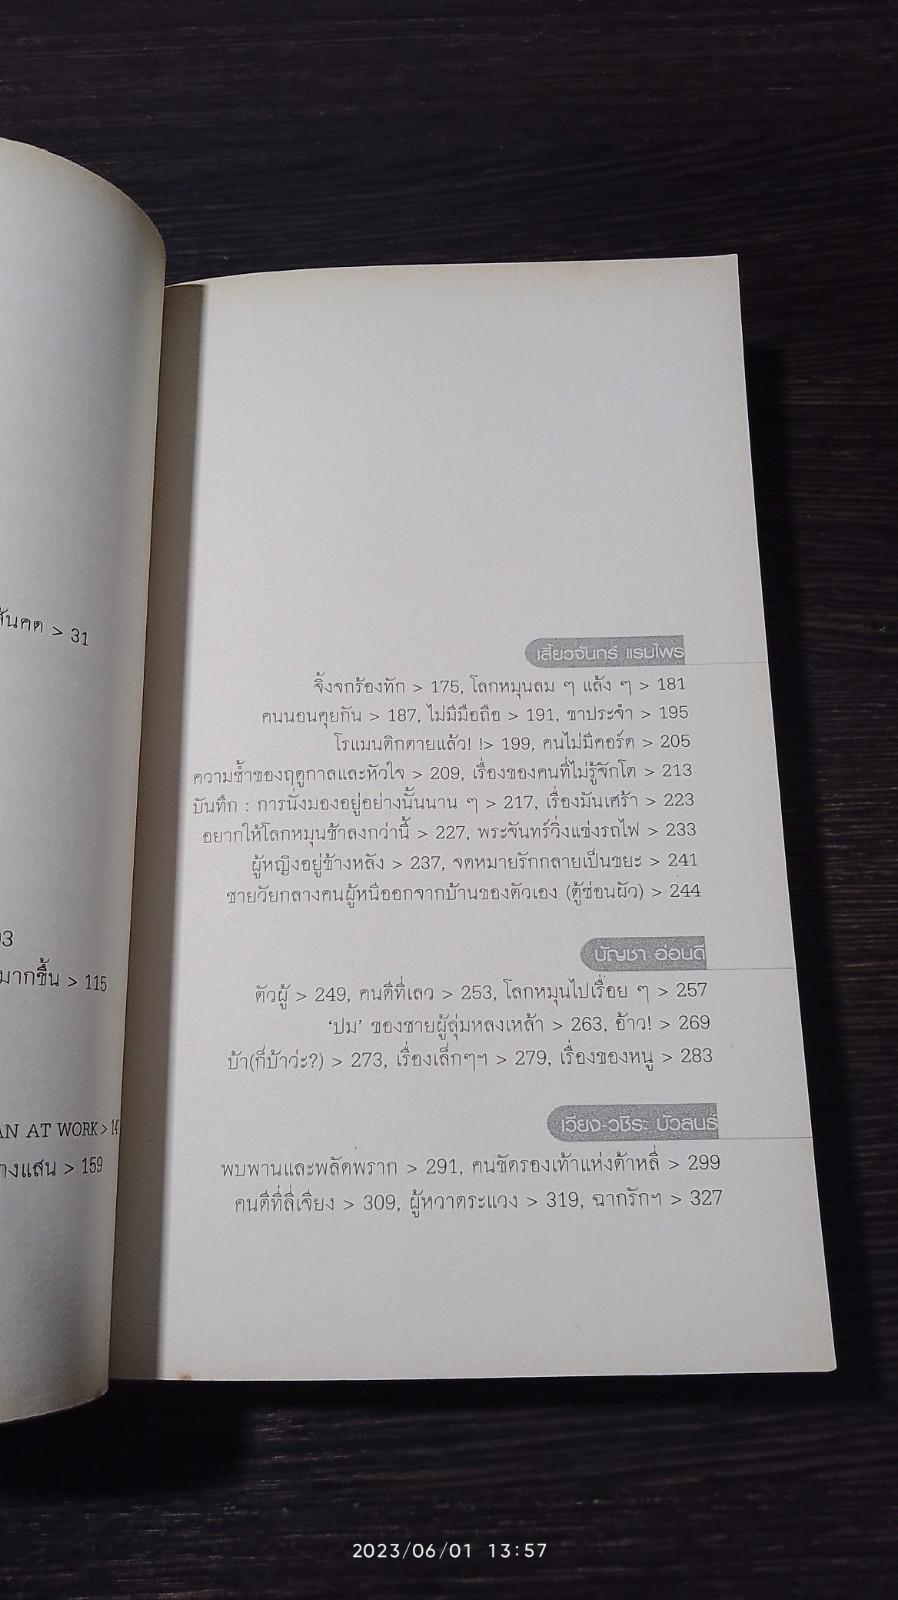 > 31
03
มากขึ้น > 115
AN AT WORK > 14
างแสน > 159
เสี้ยวจันทร์ แรมไพร
จิ้งจกร้องทัก > 175, โลกหมุนลม ๆ แล้ง ๆ > 181
คนนอนคุยกัน > 187, ไม่มีมือถือ > 191, ขาประจำ > 195
โรแมนติกตายแล้ว! !> 199, คนไม่มีคอร์ด > 205
ความช้ำของฤดูกาลและหัวใจ > 209, เรื่องของคนที่ไม่รู้จักโต > 213
บันทึก : การนั่งมองอยู่อย่างนั้นนาน ๆ > 217, เรื่องมันเศร้า > 223
อยากให้โลกหมุนช้าลงกว่านี้ > 227, พระจันทร์วิ่งแข่งรถไฟ > 233
ผู้หญิงอยู่ข้างหลัง > 237, จดหมายรักกลายเป็นขยะ > 241
ชายวัยกลางคนผู้หนีออกจากบ้านของตัวเอง (ตู้ซ่อนผัว) > 244
บัญชา อ่อนดี
ตัวผู้ > 249, คนดีที่เลว > 253, โลกหมุนไปเรื่อย ๆ > 257
‘ปม’ ของชายผู้ลุ่มหลงเหล้า > 263, อ้าว! > 269
บ้า(ก็บ้าว่ะ?) > 273, เรื่องเล็กๆฯ > 279, เรื่องของหนู > 283
เวียง-วชิระ บัวสนธ์
พบพานและพลัดพราก > 291, คนขัดรองเท้าแห่งต้าหลี่ > 299
คนดีที่ลี่เจียง > 309, ผู้หวาดระแวง > 319, ฉากรักฯ > 327
2023/06/01 13:57